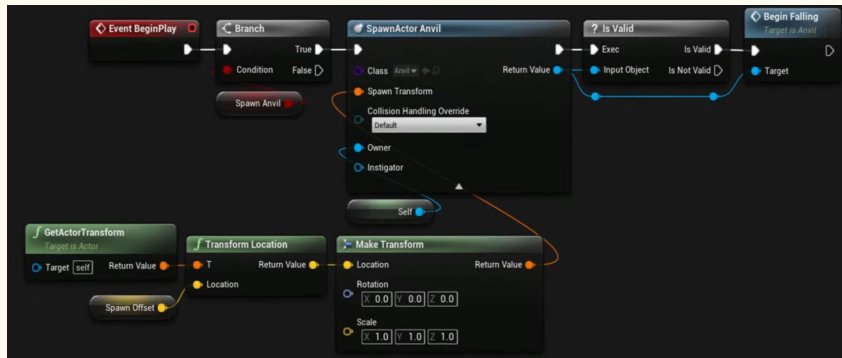 Event BeginPlay
Branch
True
Condition
False
Spawn Anvil
SpawnActor Anvil
Class
Anvil
Return Value
Spawn Transform
Collision Handling Override
Default
Owner
Instigator
Self
? Is Valid
Exec
Is Valid
Input Object
Is Not Valid
Begin Falling
Target is Anvil
Target
f GetActorTransform
Target is Actor
Target
self
Return Value
Spawn Offset
f Transform Location
T
Return Value
Location
Make Transform
Location
Return Value
Rotation
X 0.0 Y 0.0 Z 0.0
Scale
X 1.0 Y 1.0 Z 1.0